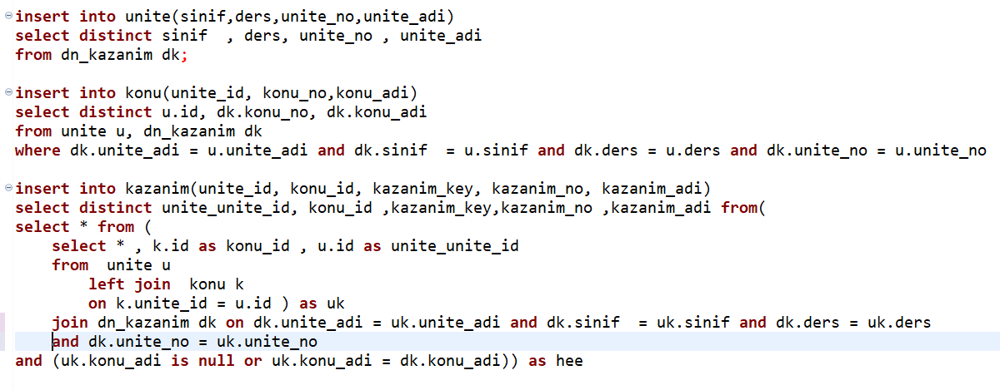 insert into unite(sinif,ders,unite_no,unite_adi)
select distinct sinif  , ders, unite_no , unite_adi
from dn_kazanim dk;

insert into konu(unite_id, konu_no,konu_adi)
select distinct u.id, dk.konu_no, dk.konu_adi
from unite u, dn_kazanim dk
where dk.unite_adi = u.unite_adi and dk.sinif  = u.sinif and dk.ders = u.ders and dk.unite_no = u.unite_no

insert into kazanim(unite_id, konu_id, kazanim_key, kazanim_no, kazanim_adi)
select distinct unite_unite_id, konu_id ,kazanim_key,kazanim_no ,kazanim_adi from(
select * from (
    select * , k.id as konu_id , u.id as unite_unite_id
    from  unite u
        left join  konu k
        on k.unite_id = u.id ) as uk
    join dn_kazanim dk on dk.unite_adi = uk.unite_adi and dk.sinif  = uk.sinif and dk.ders = uk.ders
    and dk.unite_no = uk.unite_no
and (uk.konu_adi is null or uk.konu_adi = dk.konu_adi)) as hee